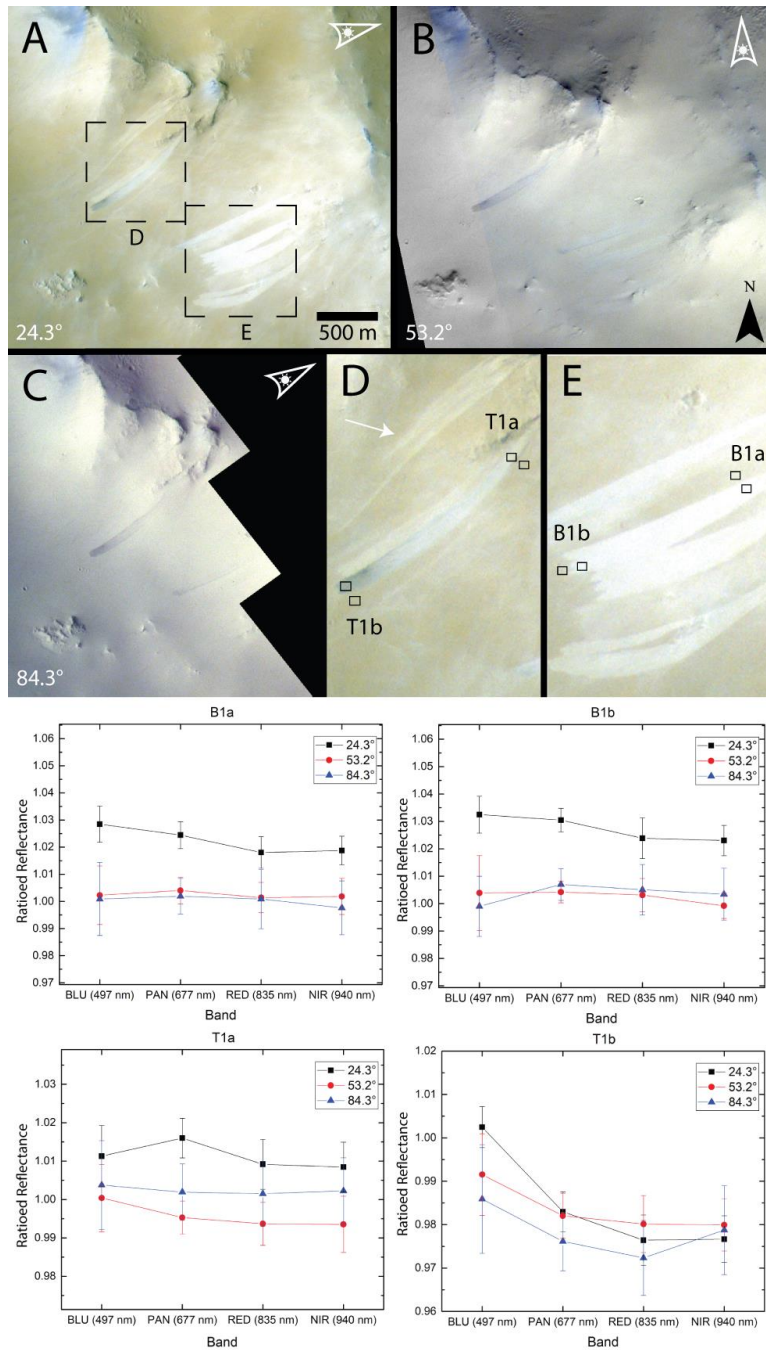 A
B
D
E
24.3°
500 m
53.2°
N
C
D
E
T1a
B1a
B1b
T1b
84.3°
B1a
1.06
1.05
1.04
1.03
1.02
1.01
1.00
0.99
0.98
0.97
Ratioed Reflectance
24.3°
53.2°
84.3°
BLU (497 nm) PAN (677 nm) RED (835 nm) NIR (940 nm)
Band
B1b
1.06
1.05
1.04
1.03
1.02
1.01
1.00
0.99
0.98
0.97
Ratioed Reflectance
24.3°
53.2°
84.3°
BLU (497 nm) PAN (677 nm) RED (835 nm) NIR (940 nm)
Band
T1a
1.03
1.02
1.01
1.00
0.99
0.98
Ratioed Reflectance
24.3°
53.2°
84.3°
BLU (497 nm) PAN (677 nm) RED (835 nm) NIR (940 nm)
Band
T1b
1.02
1.00
0.98
0.96
Ratioed Reflectance
24.3°
53.2°
84.3°
BLU (497 nm) PAN (677 nm) RED (835 nm) NIR (940 nm)
Band